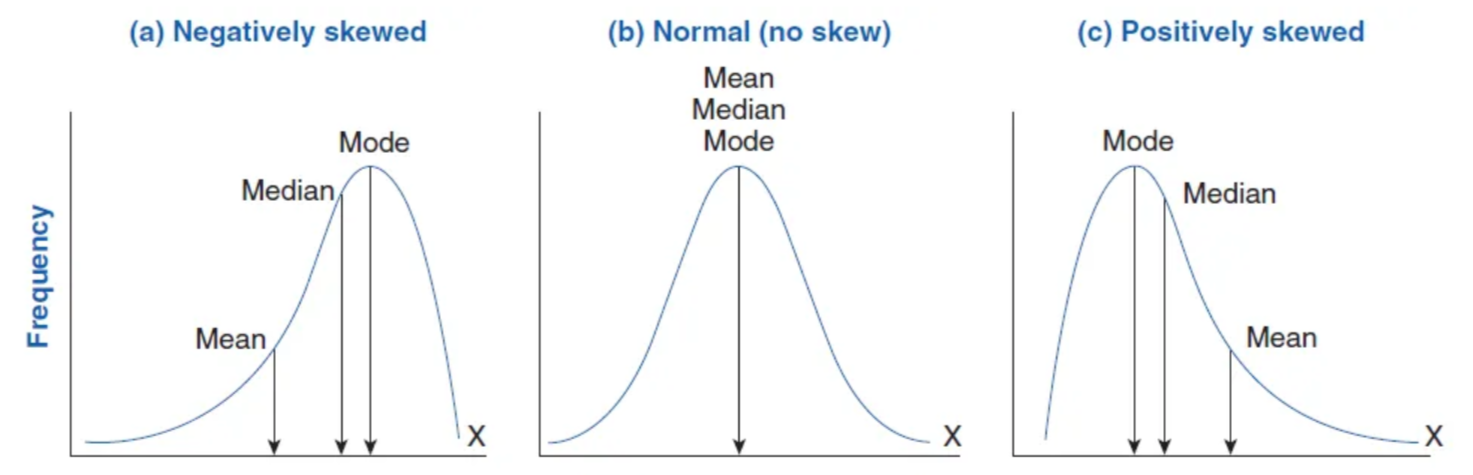 (a) Negatively skewed
(b) Normal (no skew)
(c) Positively skewed
Frequency
Mode
Median
Mean
X
Mean
Median
Mode
X
Mode
Median
Mean
X